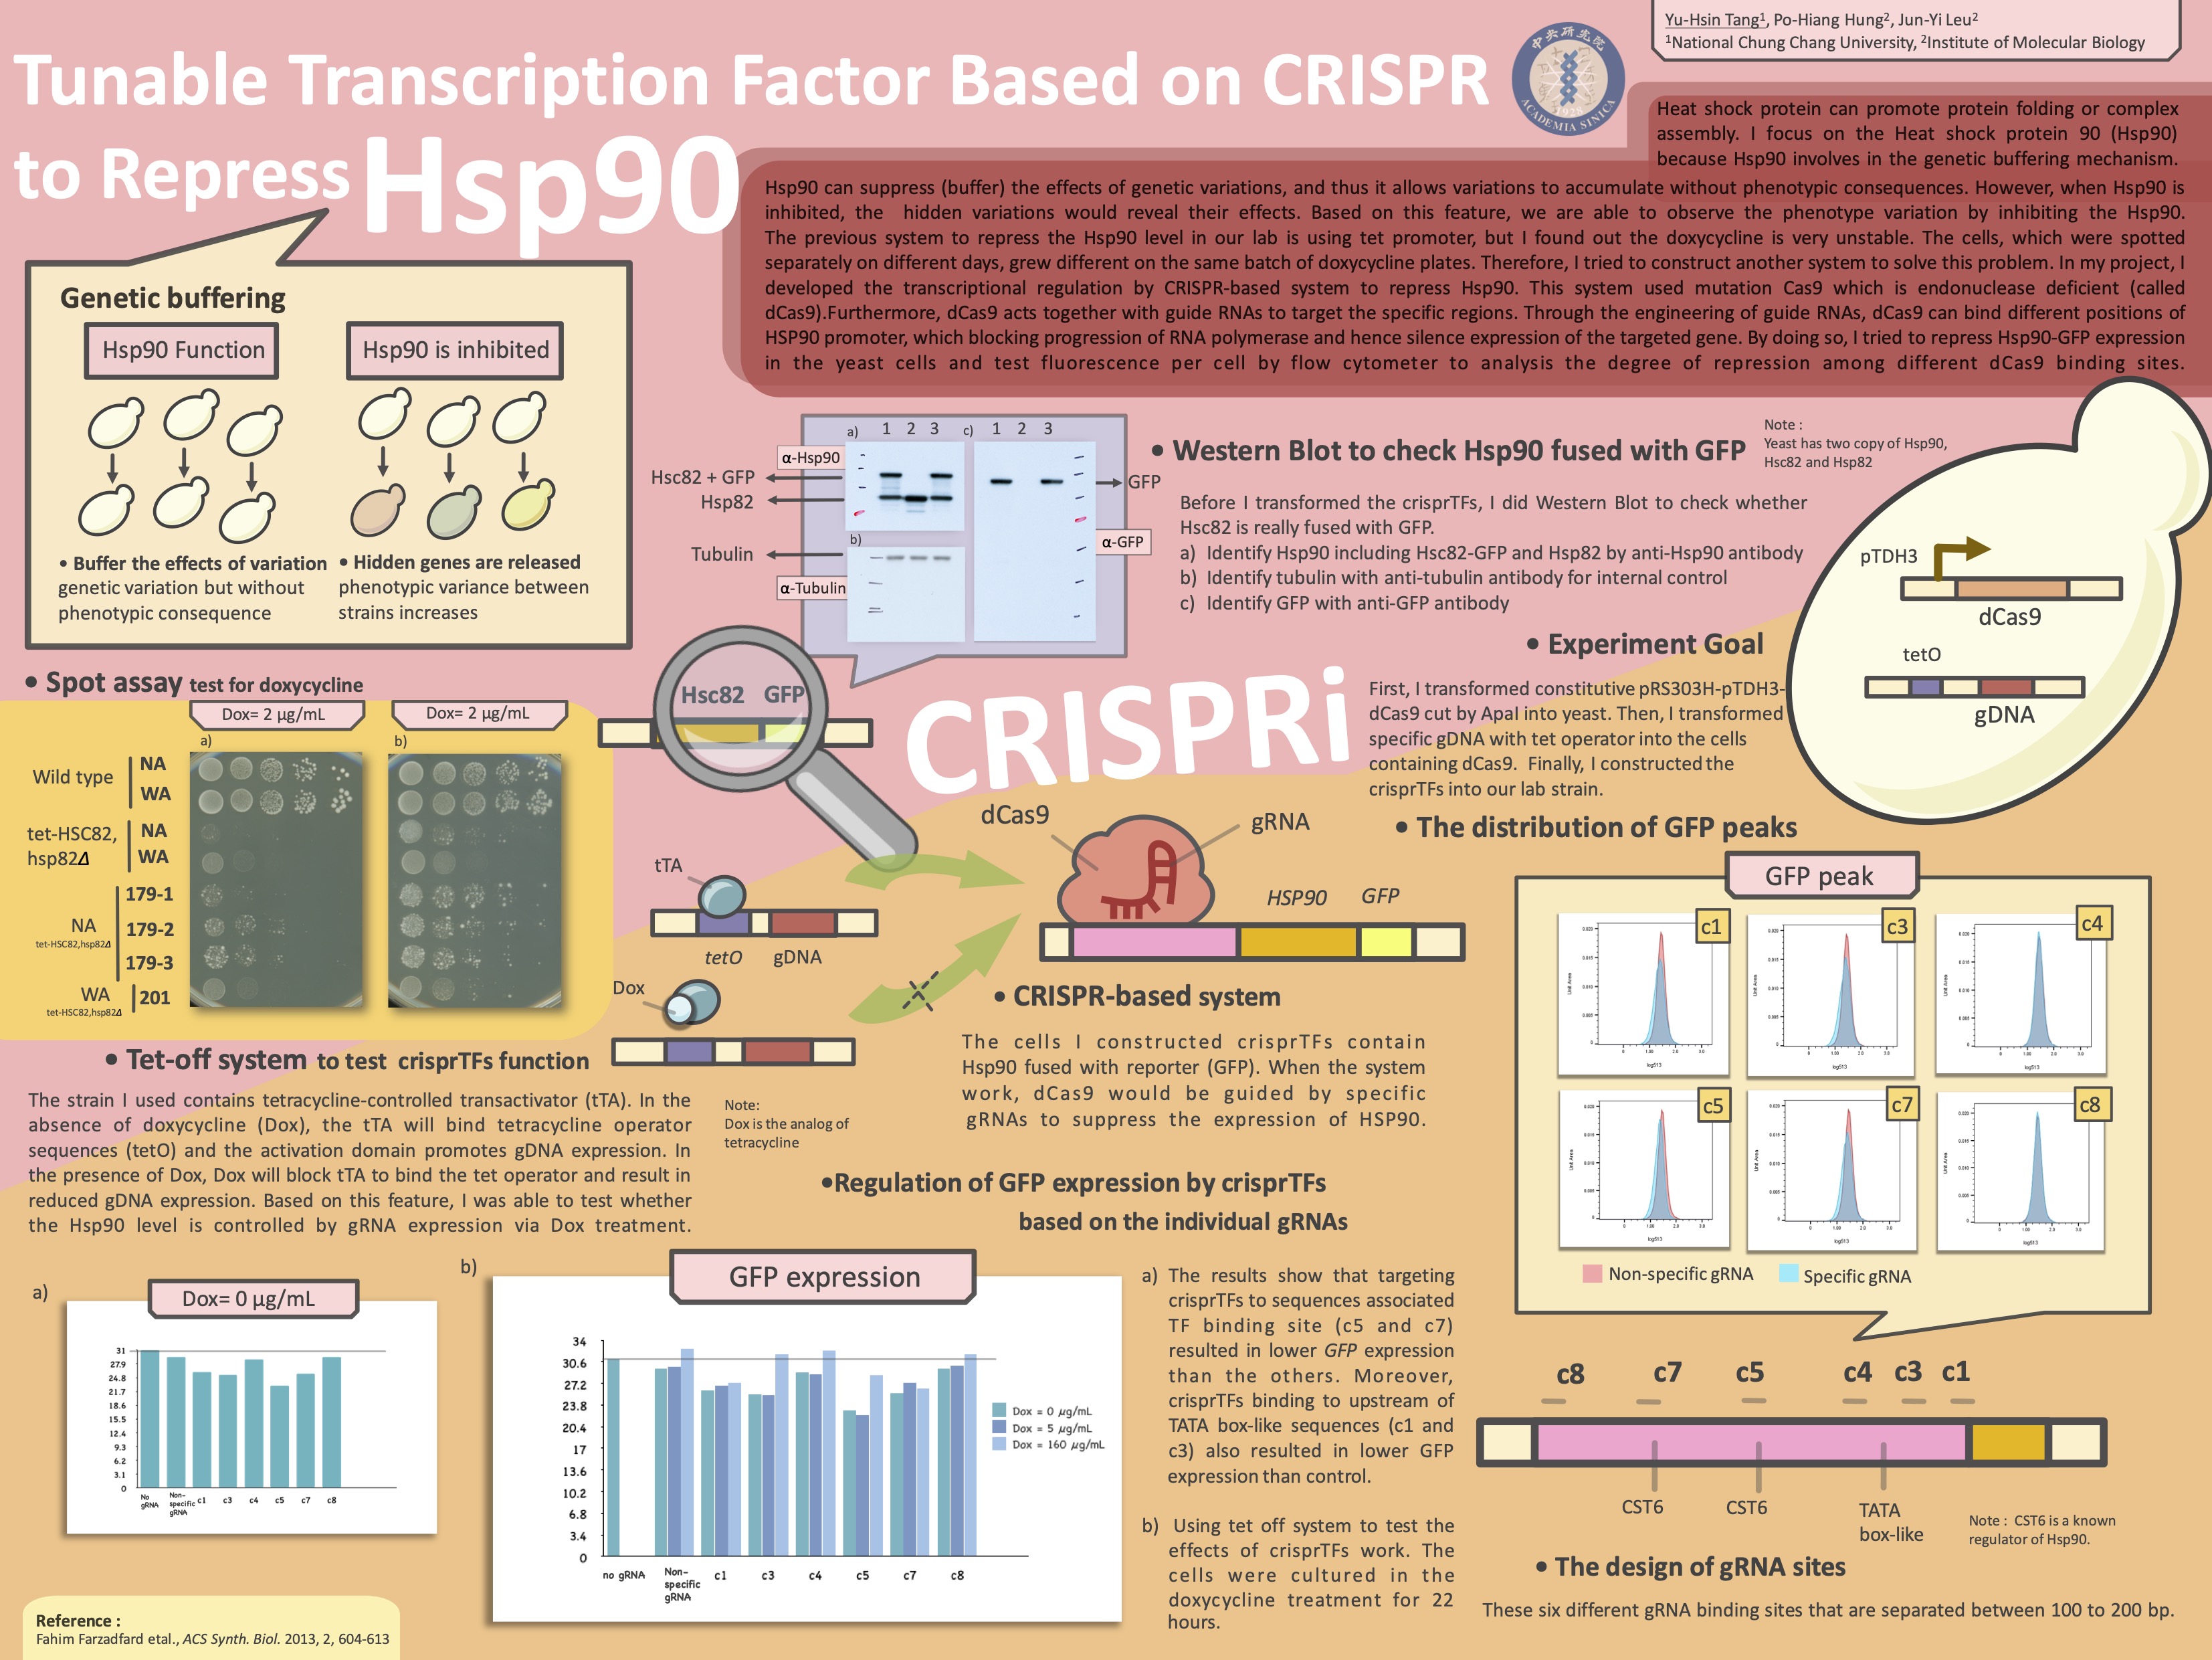 Tunable Transcription Factor Based on CRISPR
to Repress Hsp90
中央研究院
ACADEMIA SINICA
1928
Yu-Hsin Tang¹, Po-Hiang Hung², Jun-Yi Leu²
¹National Chung Chang University, ²Institute of Molecular Biology
Heat shock protein can promote protein folding or complex
assembly. I focus on the Heat shock protein 90 (Hsp90)
because Hsp90 involves in the genetic buffering mechanism.
Hsp90 can suppress (buffer) the effects of genetic variations, and thus it allows variations to accumulate without phenotypic consequences. However, when Hsp90 is
inhibited, the hidden variations would reveal their effects. Based on this feature, we are able to observe the phenotype variation by inhibiting the Hsp90.
The previous system to repress the Hsp90 level in our lab is using tet promoter, but I found out the doxycycline is very unstable. The cells, which were spotted
separately on different days, grew different on the same batch of doxycycline plates. Therefore, I tried to construct another system to solve this problem. In my project, I
developed the transcriptional regulation by CRISPR-based system to repress Hsp90. This system used mutation Cas9 which is endonuclease deficient (called
dCas9).Furthermore, dCas9 acts together with guide RNAs to target the specific regions. Through the engineering of guide RNAs, dCas9 can bind different positions of
HSP90 promoter, which blocking progression of RNA polymerase and hence silence expression of the targeted gene. By doing so, I tried to repress Hsp90-GFP expression
in the yeast cells and test fluorescence per cell by flow cytometer to analysis the degree of repression among different dCas9 binding sites.
Genetic buffering
Hsp90 Function
Hsp90 is inhibited
• Buffer the effects of variation
genetic variation but without
phenotypic consequence
• Hidden genes are released
phenotypic variance between
strains increases
a) 1 2 3 c) 1 2 3
α-Hsp90
Hsc82 + GFP
Hsp82
GFP
b)
Tubulin
α-GFP
α-Tubulin
• Western Blot to check Hsp90 fused with GFP
Note :
Yeast has two copy of Hsp90,
Hsc82 and Hsp82
Before I transformed the crisprTFs, I did Western Blot to check whether
Hsc82 is really fused with GFP.
a) Identify Hsp90 including Hsc82-GFP and Hsp82 by anti-Hsp90 antibody
b) Identify tubulin with anti-tubulin antibody for internal control
c) Identify GFP with anti-GFP antibody
pTDH3
dCas9
tetO
gDNA
• Experiment Goal
First, I transformed constitutive pRS303H-pTDH3-
dCas9 cut by ApaI into yeast. Then, I transformed
specific gDNA with tet operator into the cells
containing dCas9. Finally, I constructed the
crisprTFs into our lab strain.
• Spot assay test for doxycycline
Dox= 2 µg/mL
Dox= 2 µg/mL
a)
b)
Wild type
NA
WA
tet-HSC82,
hsp82Δ
NA
WA
NA
tet-HSC82,hsp82Δ
179-1
179-2
179-3
WA
tet-HSC82,hsp82Δ
201
Hsc82 GFP
CRISPRi
dCas9
gRNA
HSP90
GFP
tTA
tetO
gDNA
Dox
• Tet-off system to test crisprTFs function
The strain I used contains tetracycline-controlled transactivator (tTA). In the
absence of doxycycline (Dox), the tTA will bind tetracycline operator
sequences (tetO) and the activation domain promotes gDNA expression. In
the presence of Dox, Dox will block tTA to bind the tet operator and result in
reduced gDNA expression. Based on this feature, I was able to test whether
the Hsp90 level is controlled by gRNA expression via Dox treatment.
Note:
Dox is the analog of
tetracycline
• CRISPR-based system
The cells I constructed crisprTFs contain
Hsp90 fused with reporter (GFP). When the system
work, dCas9 would be guided by specific
gRNAs to suppress the expression of HSP90.
• The distribution of GFP peaks
GFP peak
c1
c3
c4
c5
c7
c8
Non-specific gRNA
Specific gRNA
•Regulation of GFP expression by crisprTFs
based on the individual gRNAs
a)
Dox= 0 µg/mL
31
27.9
24.8
21.7
18.6
15.5
12.4
9.3
6.2
3.1
0
No gRNA
Non-specific gRNA
c1 c3 c4 c5 c7 c8
b)
GFP expression
34
30.6
27.2
23.8
20.4
17
13.6
10.2
6.8
3.4
0
no gRNA
Non-specific gRNA
c1 c3 c4 c5 c7 c8
Dox = 0 µg/mL
Dox = 5 µg/mL
Dox = 160 µg/mL
a) The results show that targeting
crisprTFs to sequences associated
TF binding site (c5 and c7)
resulted in lower GFP expression
than the others. Moreover,
crisprTFs binding to upstream of
TATA box-like sequences (c1 and
c3) also resulted in lower GFP
expression than control.
b) Using tet off system to test the
effects of crisprTFs work. The
cells were cultured in the
doxycycline treatment for 22
hours.
c8 c7 c5 c4 c3 c1
CST6
CST6
TATA
box-like
Note : CST6 is a known
regulator of Hsp90.
• The design of gRNA sites
These six different gRNA binding sites that are separated between 100 to 200 bp.
Reference :
Fahim Farzadfard etal., ACS Synth. Biol. 2013, 2, 604-613